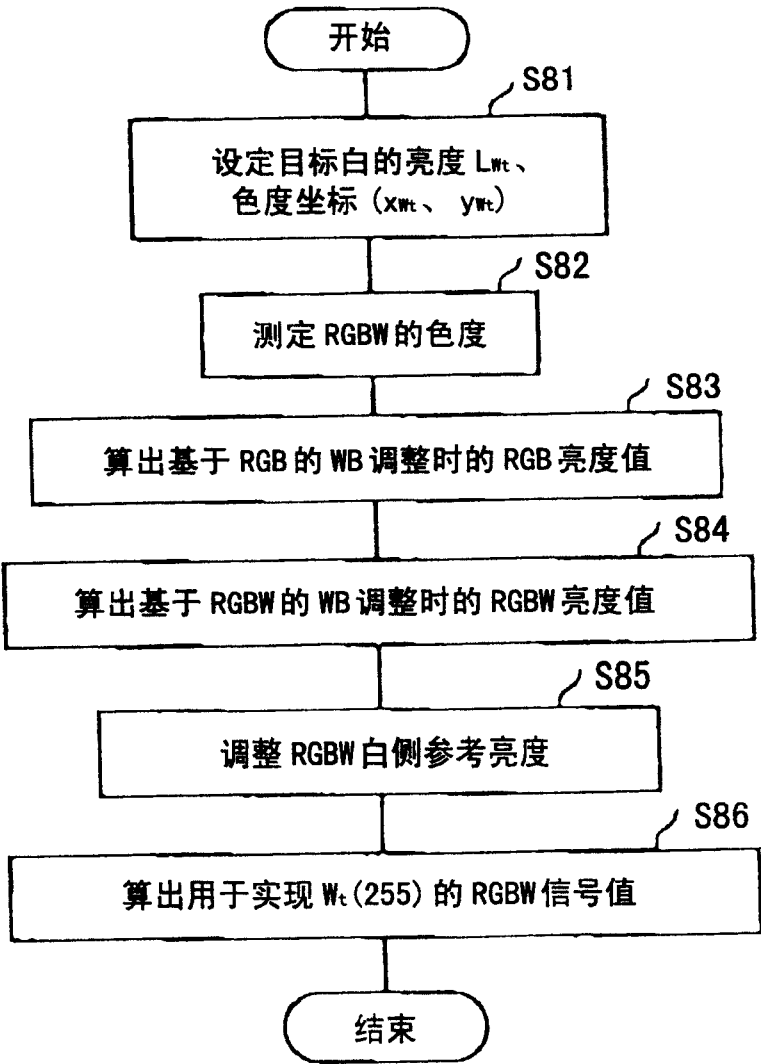 开始
S81
设定目标白的亮度 LWt、
色度坐标 (xWt、 yWt)
S82
测定 RGBW 的色度
S83
算出基于 RGB 的 WB 调整时的 RGB 亮度值
S84
算出基于 RGBW 的 WB 调整时的 RGBW 亮度值
S85
调整 RGBW 白侧参考亮度
S86
算出用于实现 Wt(255) 的 RGBW 信号值
结束